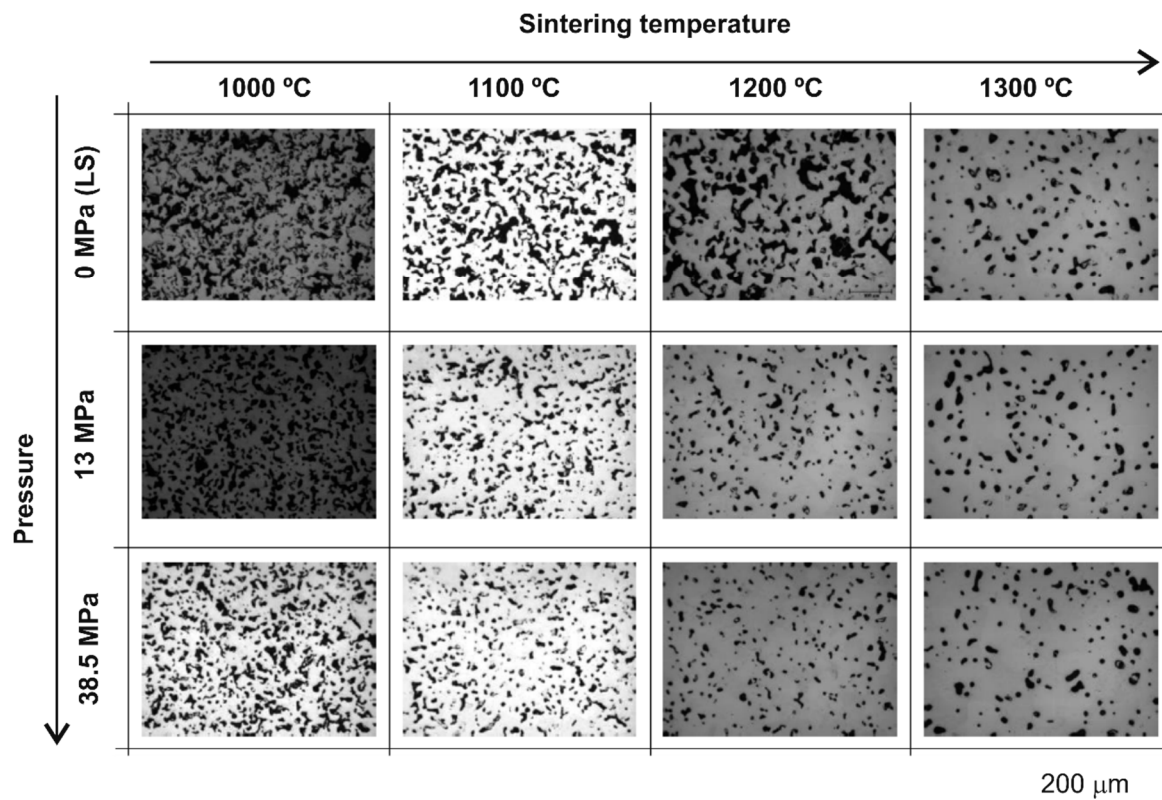 Sintering temperature
1000 ºC
1100 ºC
1200 ºC
1300 ºC
Pressure
0 MPa (LS)
13 MPa
38.5 MPa
200 μm